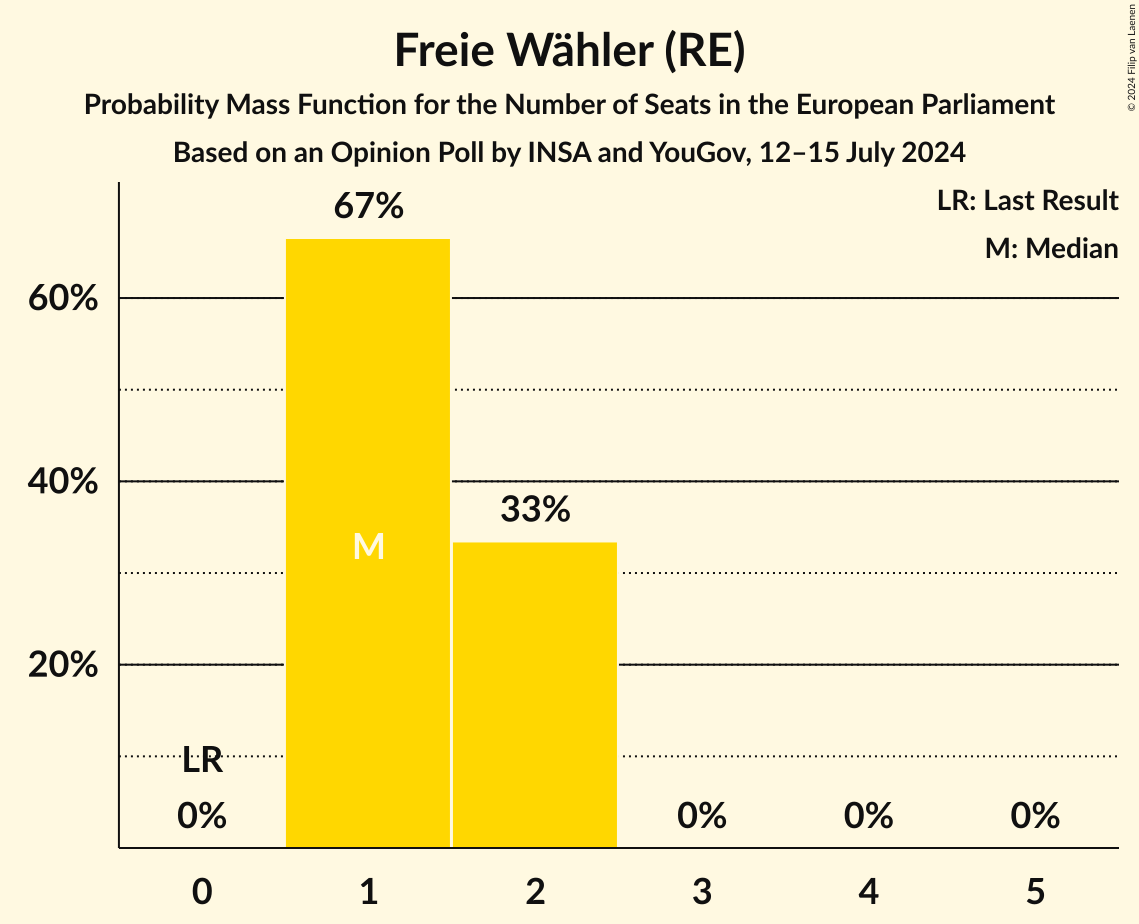 Freie Wähler (RE)
Probability Mass Function for the Number of Seats in the European Parliament
Based on an Opinion Poll by INSA and YouGov, 12–15 July 2024
© 2024 Filip van Laenen
LR: Last Result
M: Median
67%
60%
40%
33%
M
20%
LR
0%
0%
0%
0%
0
1
2
3
4
5